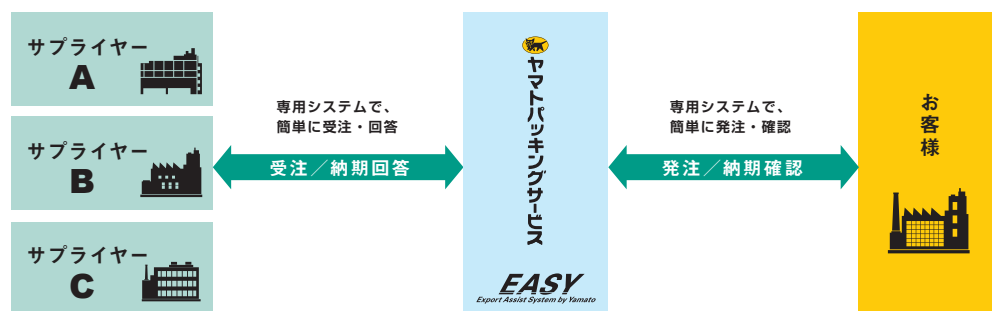 サプライヤー
A
サプライヤー
B
サプライヤー
C
専用システムで、
簡単に受注・回答
受注／納期回答
ヤマトパッキングサービス
EASY
Export Assist System by Yamato
専用システムで、
簡単に発注・確認
発注／納期確認
お客様